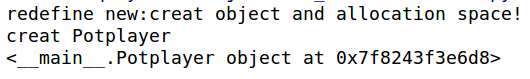 redefine new:creat object and allocation space!
creat Potplayer
<__main__.Potplayer object at 0x7f8243f3e6d8>